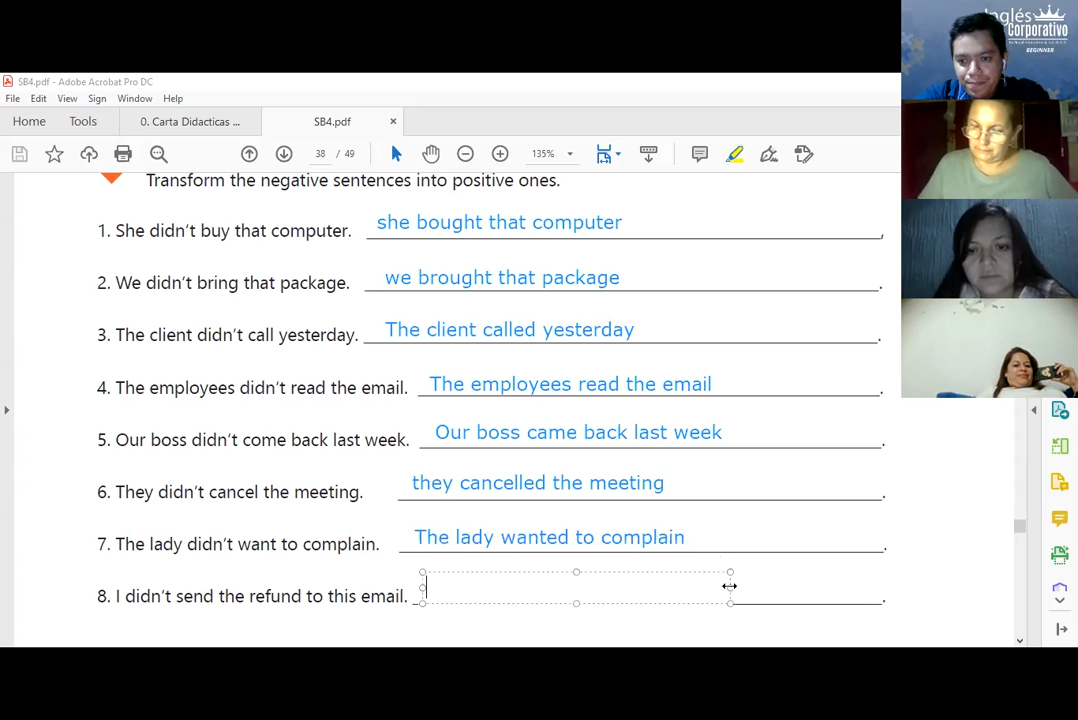 Inglés
Corporativo
BEGINNER
SB4.pdf - Adobe Acrobat Pro DC
File Edit View Sign Window Help
Home Tools 0. Carta Didacticas ... SB4.pdf ×
38 / 49 135%
Transform the negative sentences into positive ones.
1. She didn't buy that computer. she bought that computer ,
2. We didn't bring that package. we brought that package .
3. The client didn't call yesterday. The client called yesterday .
4. The employees didn't read the email. The employees read the email .
5. Our boss didn't come back last week. Our boss came back last week .
6. They didn't cancel the meeting. they cancelled the meeting .
7. The lady didn't want to complain. The lady wanted to complain .
8. I didn't send the refund to this email. .